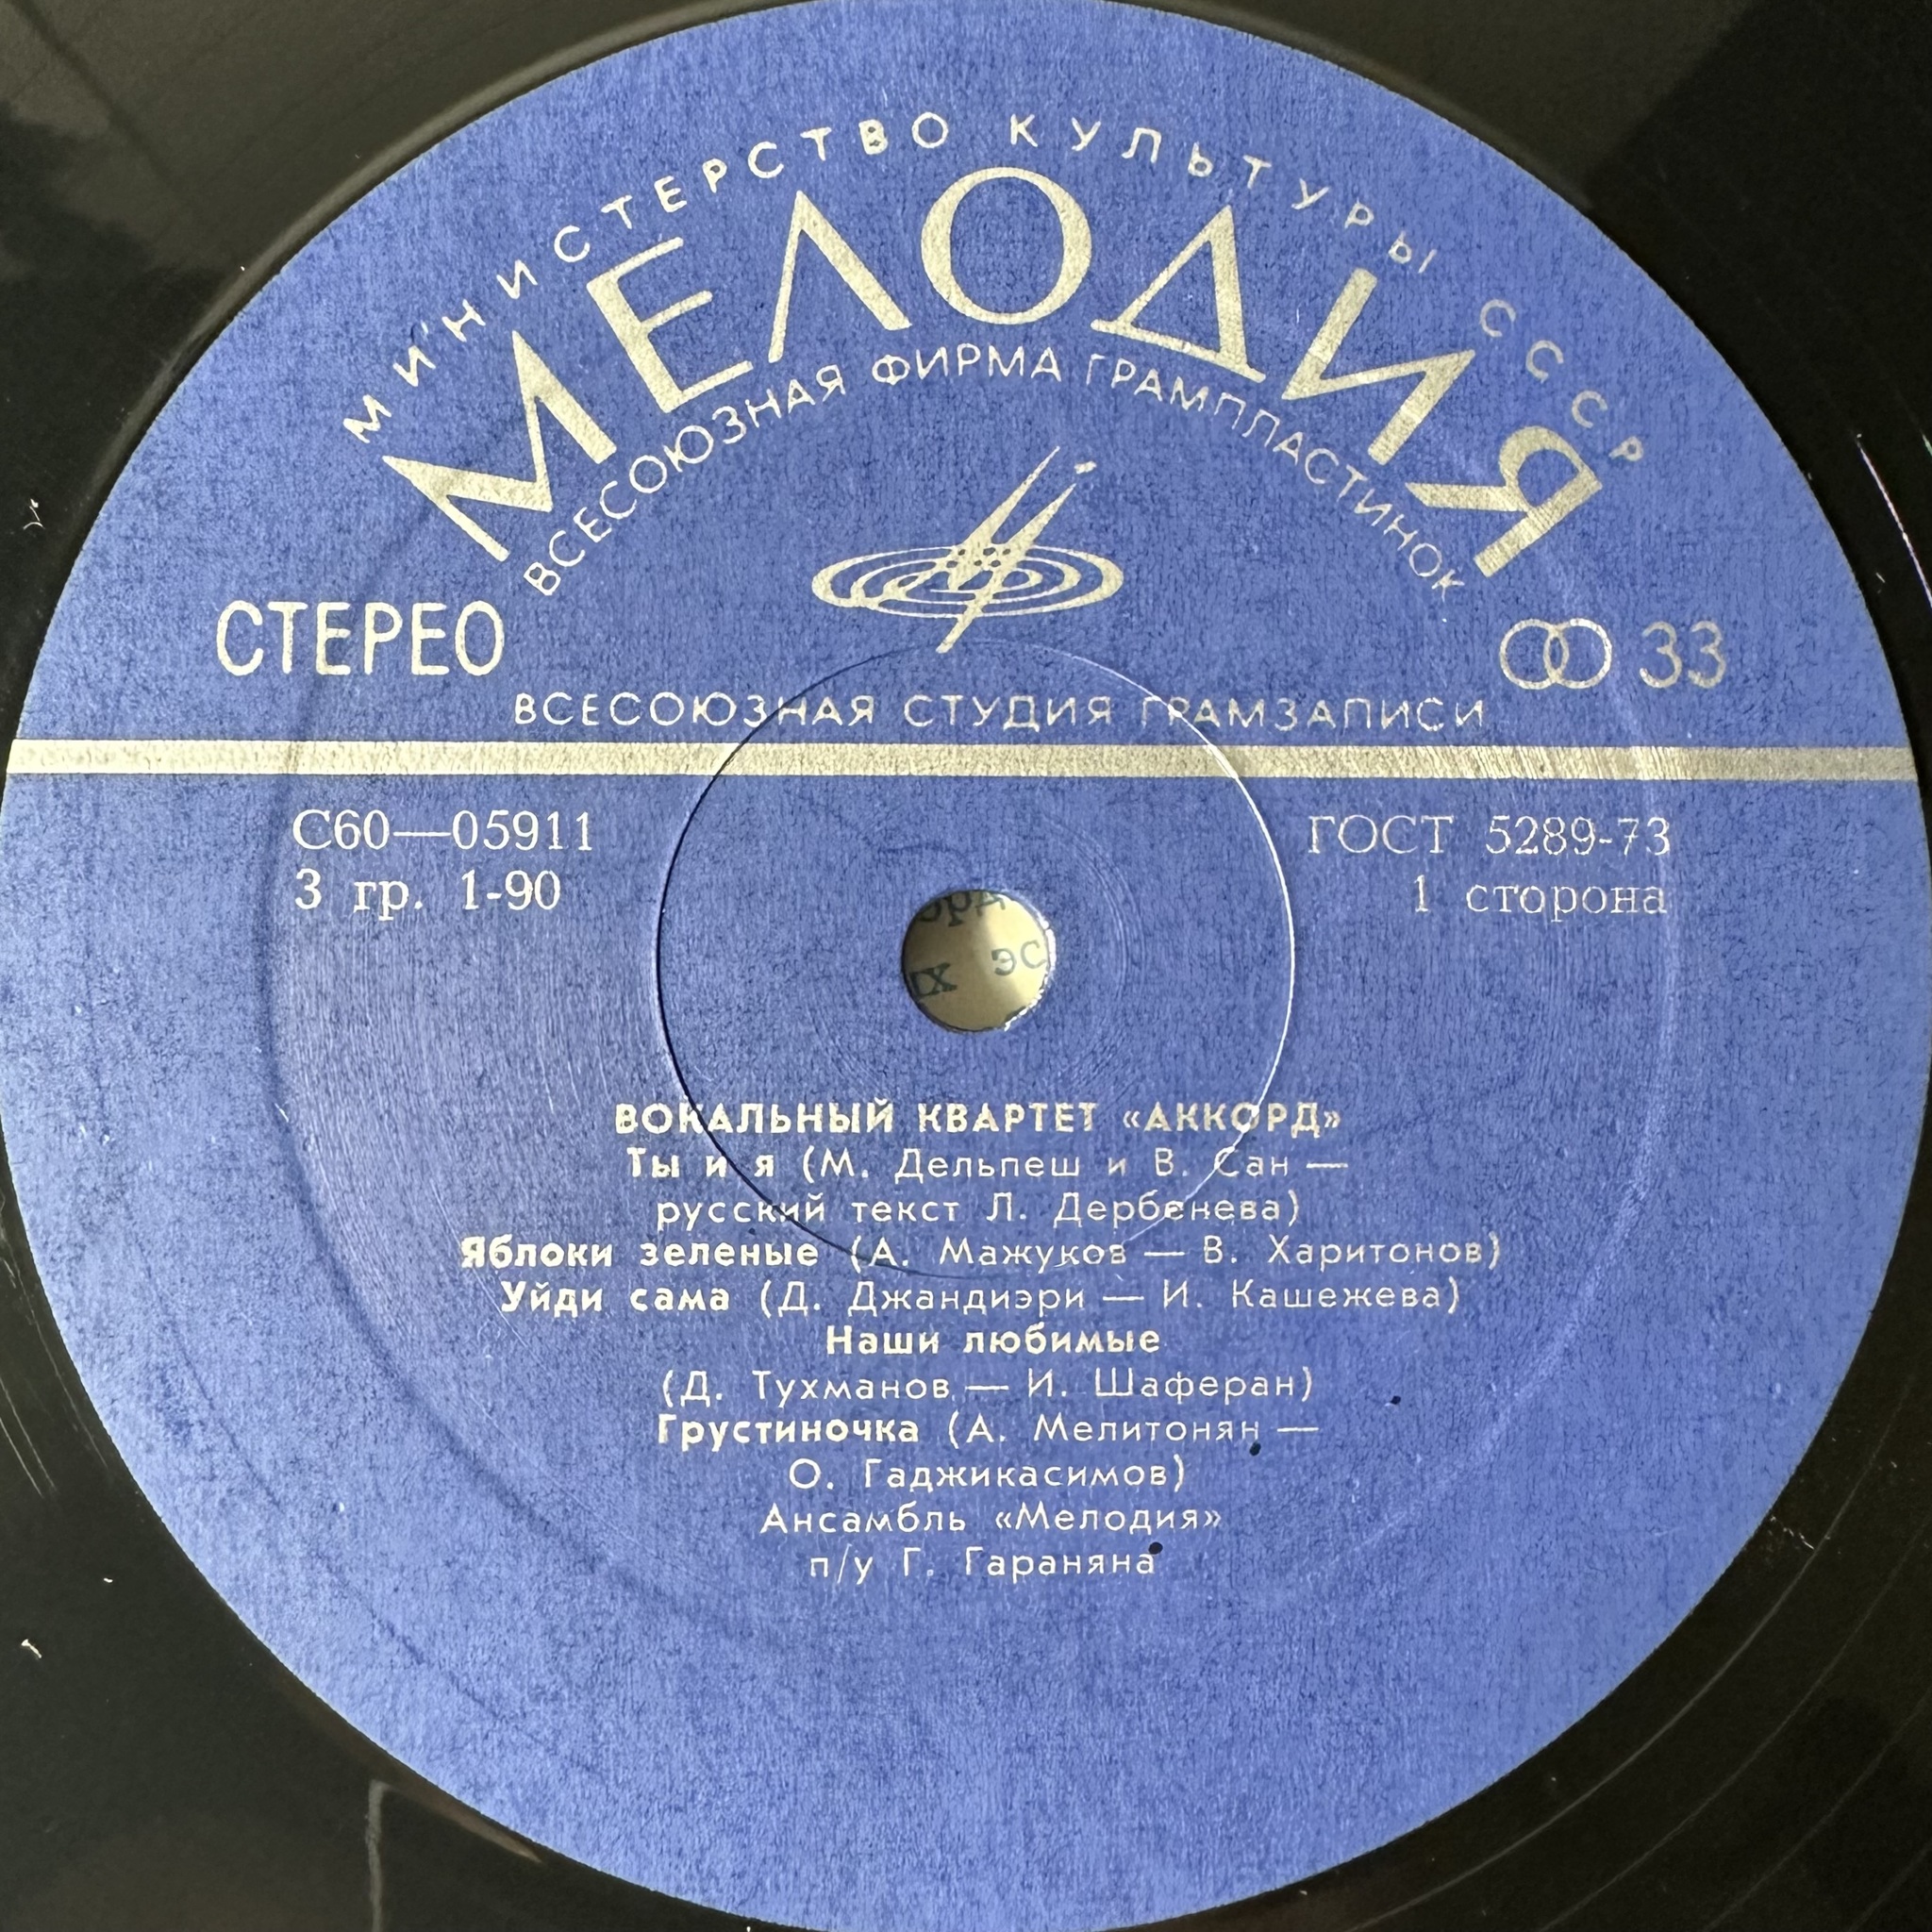 МИНИСТЕРСТВО КУЛЬТУРЫ СССР
МЕЛОДИЯ
ВСЕСОЮЗНАЯ ФИРМА ГРАМПЛАСТИНОК
СТЕРЕО
33
ВСЕСОЮЗНАЯ СТУДИЯ ГРАМЗАПИСИ
С60—05911
ГОСТ 5289-73
3 гр. 1-90
1 сторона
ВОКАЛЬНЫЙ КВАРТЕТ «АККОРД»
Ты и я (М. Дельпеш и В. Сан —
русский текст Л. Дербенева)
Яблоки зеленые (А. Мажуков — В. Харитонов)
Уйди сама (Д. Джандиэри — И. Кашежева)
Наши любимые
(Д. Тухманов — И. Шаферан)
Грустиночка (А. Мелитонян —
О. Гаджикасимов)
Ансамбль «Мелодия»
п/у Г. Гараняна